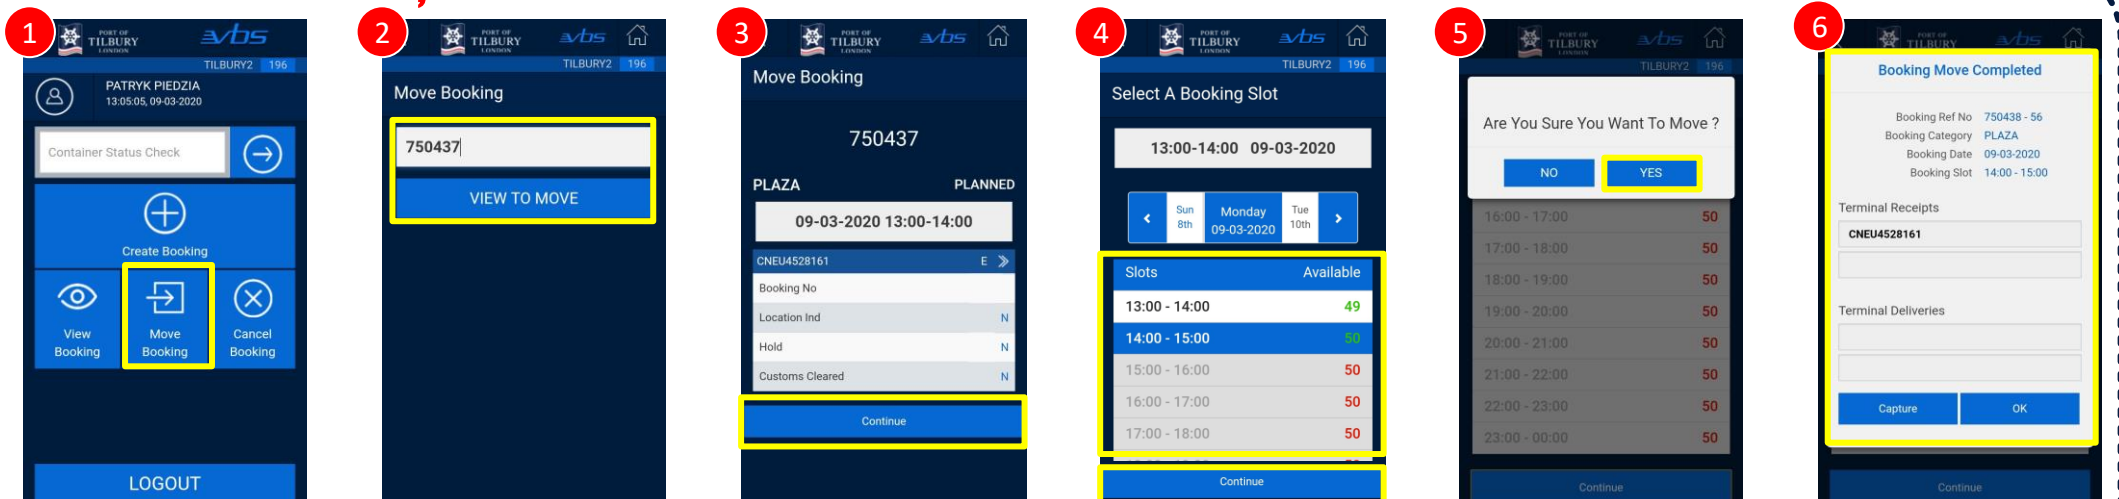 1
PORT OF
TILBURY
LONDON
vbs
TILBURY2 196
PATRYK PIEDZIA
13:05:05, 09-03-2020
Container Status Check
Create Booking
View Booking
Move Booking
Cancel Booking
LOGOUT
2
PORT OF
TILBURY
LONDON
vbs
TILBURY2 196
Move Booking
750437
VIEW TO MOVE
3
PORT OF
TILBURY
LONDON
vbs
Move Booking
750437
PLAZA PLANNED
09-03-2020 13:00-14:00
CNEU4528161 E
Booking No
Location Ind N
Hold N
Customs Cleared N
Continue
4
PORT OF
TILBURY
LONDON
vbs
TILBURY2 196
Select A Booking Slot
13:00-14:00 09-03-2020
Sun 8th
Monday 09-03-2020
Tue 10th
Slots Available
13:00 - 14:00 49
14:00 - 15:00 50
15:00 - 16:00 50
16:00 - 17:00 50
17:00 - 18:00 50
Continue
5
PORT OF
TILBURY
LONDON
vbs
TILBURY2 196
Are You Sure You Want To Move ?
NO YES
16:00 - 17:00 50
17:00 - 18:00 50
18:00 - 19:00 50
19:00 - 20:00 50
20:00 - 21:00 50
21:00 - 22:00 50
22:00 - 23:00 50
23:00 - 00:00 50
Continue
6
TILBURY
vbs
Booking Move Completed
Booking Ref No 750438 - 56
Booking Category PLAZA
Booking Date 09-03-2020
Booking Slot 14:00 - 15:00
Terminal Receipts
CNEU4528161
Terminal Deliveries
Capture OK
Continue